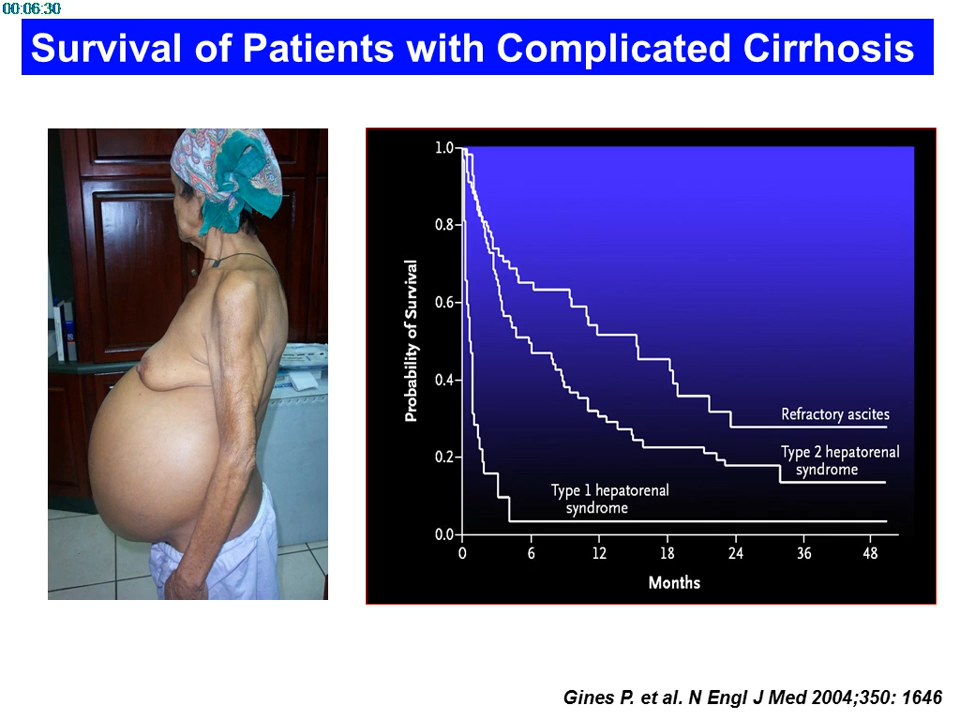 00:06:30
Survival of Patients with Complicated Cirrhosis
1.0
0.8
0.6
0.4
0.2
0.0
Probability of Survival
Refractory ascites
Type 2 hepatorenal
syndrome
Type 1 hepatorenal
syndrome
0 6 12 18 24 36 48
Months
Gines P. et al. N Engl J Med 2004;350: 1646